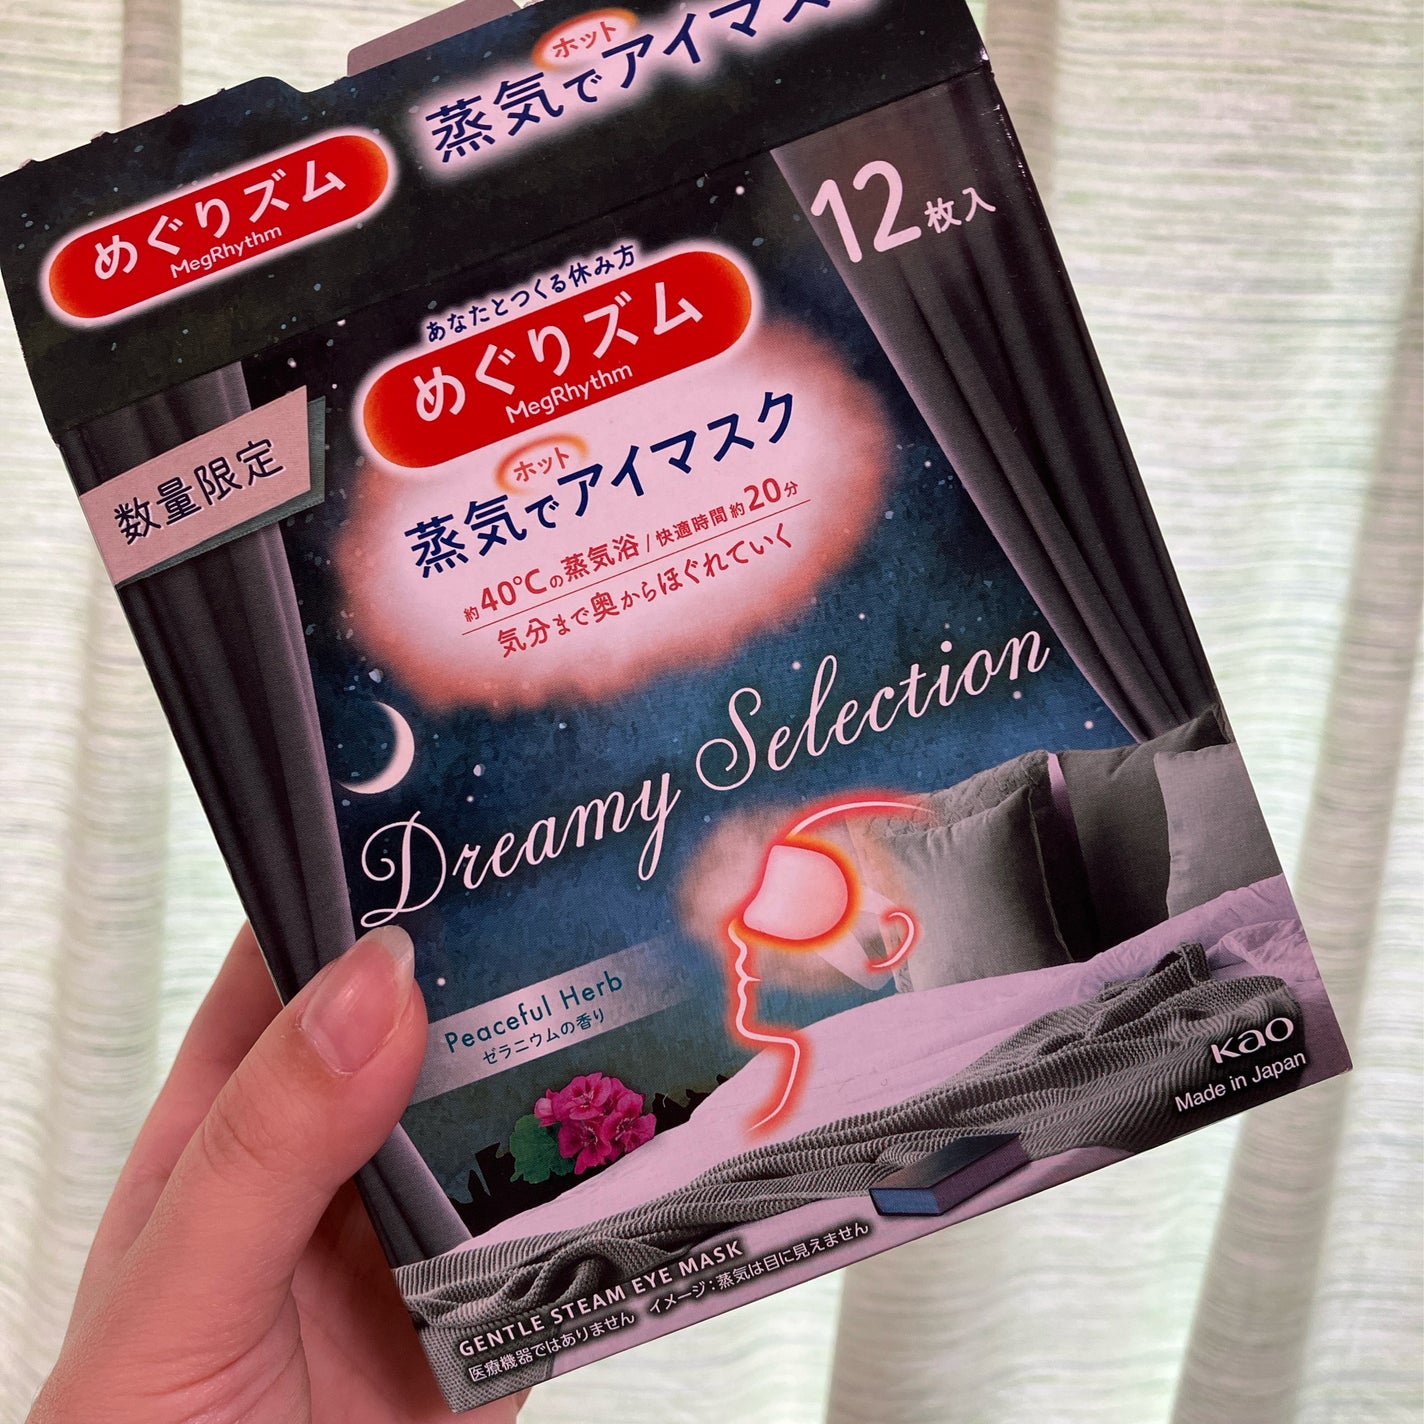 めぐりズム
MegRhythm
ホット
蒸気でアイマス
12枚入
あなたとつくる休み方
めぐりズム
MegRhythm
数量限定
ホット
蒸気でアイマスク
約40℃の蒸気浴/快適時間約20分
気分まで奥からほぐれていく
Dreamy Selection
Peaceful Herb
ゼラニウムの香り
Kao
Made in Japan
GENTLE STEAM EYE MASK
医療機器ではありません イメージ:蒸気は目に見えません